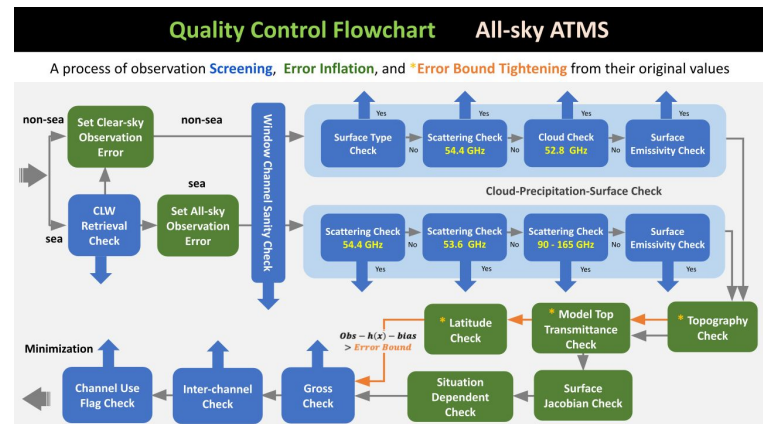 Quality Control Flowchart All-sky ATMS
A process of observation Screening, Error Inflation, and *Error Bound Tightening from their original values
non-sea
Set Clear-sky
Observation
Error
non-sea
sea
CLW
Retrieval
Check
sea
Set All-sky
Observation
Error
Window Channel Sanity Check
Yes
Yes
Yes
Yes
Surface Type
Check
No
Scattering Check
54.4 GHz
No
Cloud Check
52.8 GHz
No
Surface
Emissivity Check
Cloud-Precipitation-Surface Check
Scattering Check
54.4 GHz
No
Scattering Check
53.6 GHz
No
Scattering Check
90 - 165 GHz
No
Surface
Emissivity Check
Yes
Yes
Yes
Yes
* Topography
Check
* Model Top
Transmittance
Check
* Latitude
Check
Obs − h(x) − bias
> Error Bound
Surface
Jacobian Check
Situation
Dependent
Check
Gross
Check
Inter-channel
Check
Channel Use
Flag Check
Minimization